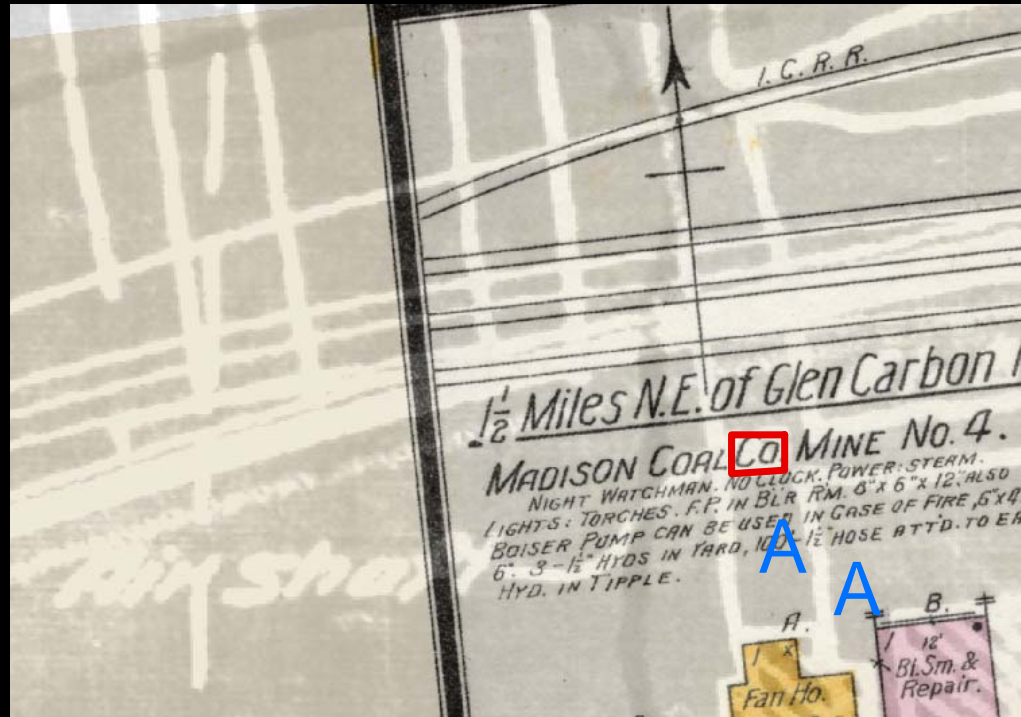 I. C. R. R.
1½ Miles N.E. of Glen Carbon
MADISON COAL CO MINE No. 4.
NIGHT WATCHMAN. NO CLOCK. POWER: STEAM.
LIGHTS: TORCHES. F.P. IN BLR RM. 8"X 6"X 12". ALSO
BOISER PUMP CAN BE USED IN CASE OF FIRE, 6"X4"
6". 3-1½" HYDS IN YARD, 100'-1½" HOSE ATT'D. TO EA
HYD. IN TIPPLE.
A
A
A.
B.
1
1
12'
X
Fan Ho.
Bl. Sm. &
Repair.